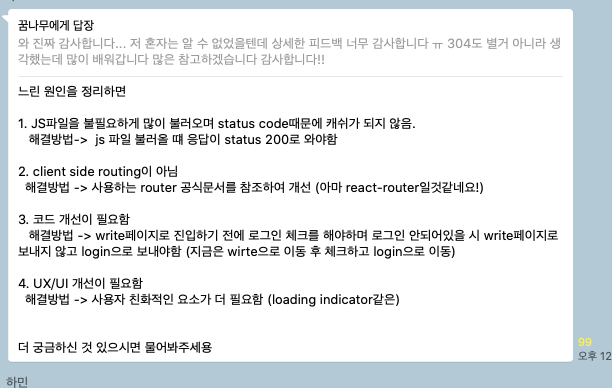 꿈나무에게 답장
와 진짜 감사합니다... 저 혼자는 알 수 없었을텐데 상세한 피드백 너무 감사합니다 ㅠ 304도 별거 아니라 생
각했는데 많이 배워갑니다 많은 참고하겠습니다 감사합니다!!
느린 원인을 정리하면
1. JS파일을 불필요하게 많이 불러오며 status code때문에 캐쉬가 되지 않음.
해결방법-> js 파일 불러올 때 응답이 status 200로 와야함
2. client side routing이 아님
해결방법 -> 사용하는 router 공식문서를 참조하여 개선 (아마 react-router일것같네요!)
3. 코드 개선이 필요함
해결방법 -> write페이지로 진입하기 전에 로그인 체크를 해야하며 로그인 안되어있을 시 write페이지로
보내지 않고 login으로 보내야함 (지금은 wirte으로 이동 후 체크하고 login으로 이동)
4. UX/UI 개선이 필요함
해결방법 -> 사용자 친화적인 요소가 더 필요함 (loading indicator같은)
더 궁금하신 것 있으시면 물어봐주세용
99
오후 12
하민